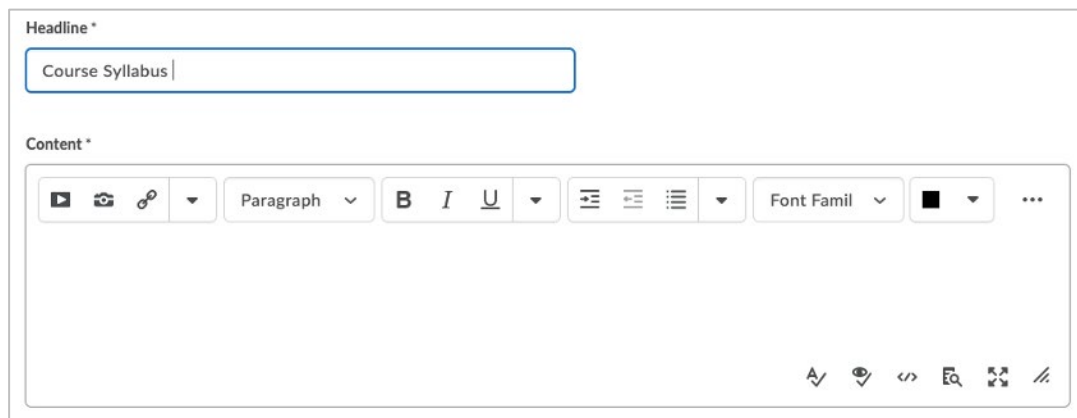 Headline *
Course Syllabus
Content *
Paragraph B I U Font Famil ...